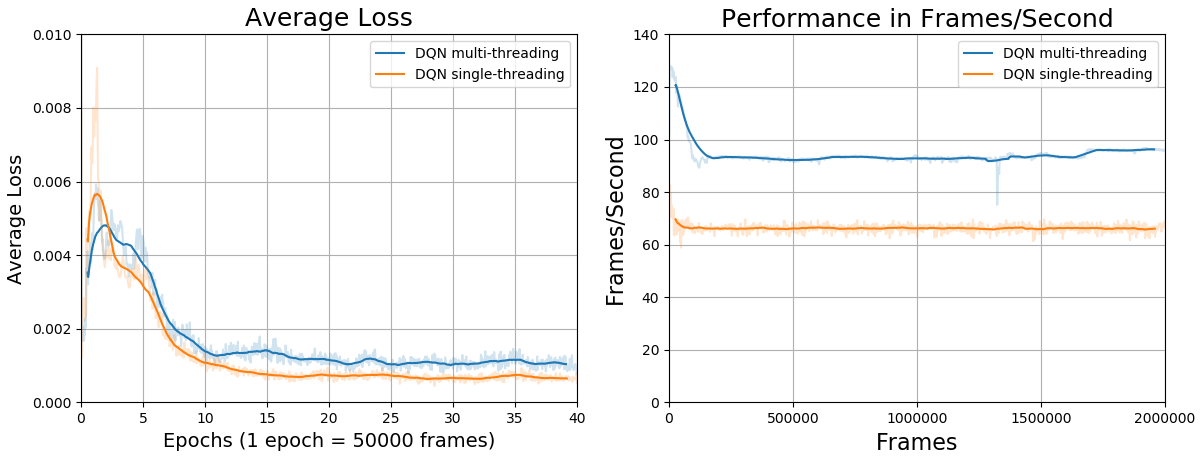 Average Loss
0.010
0.008
0.006
0.004
0.002
0.000
Average Loss
DQN multi-threading
DQN single-threading
0 5 10 15 20 25 30 35 40
Epochs (1 epoch = 50000 frames)
Performance in Frames/Second
140
120
100
80
60
40
20
0
Frames/Second
DQN multi-threading
DQN single-threading
0 500000 1000000 1500000 2000000
Frames